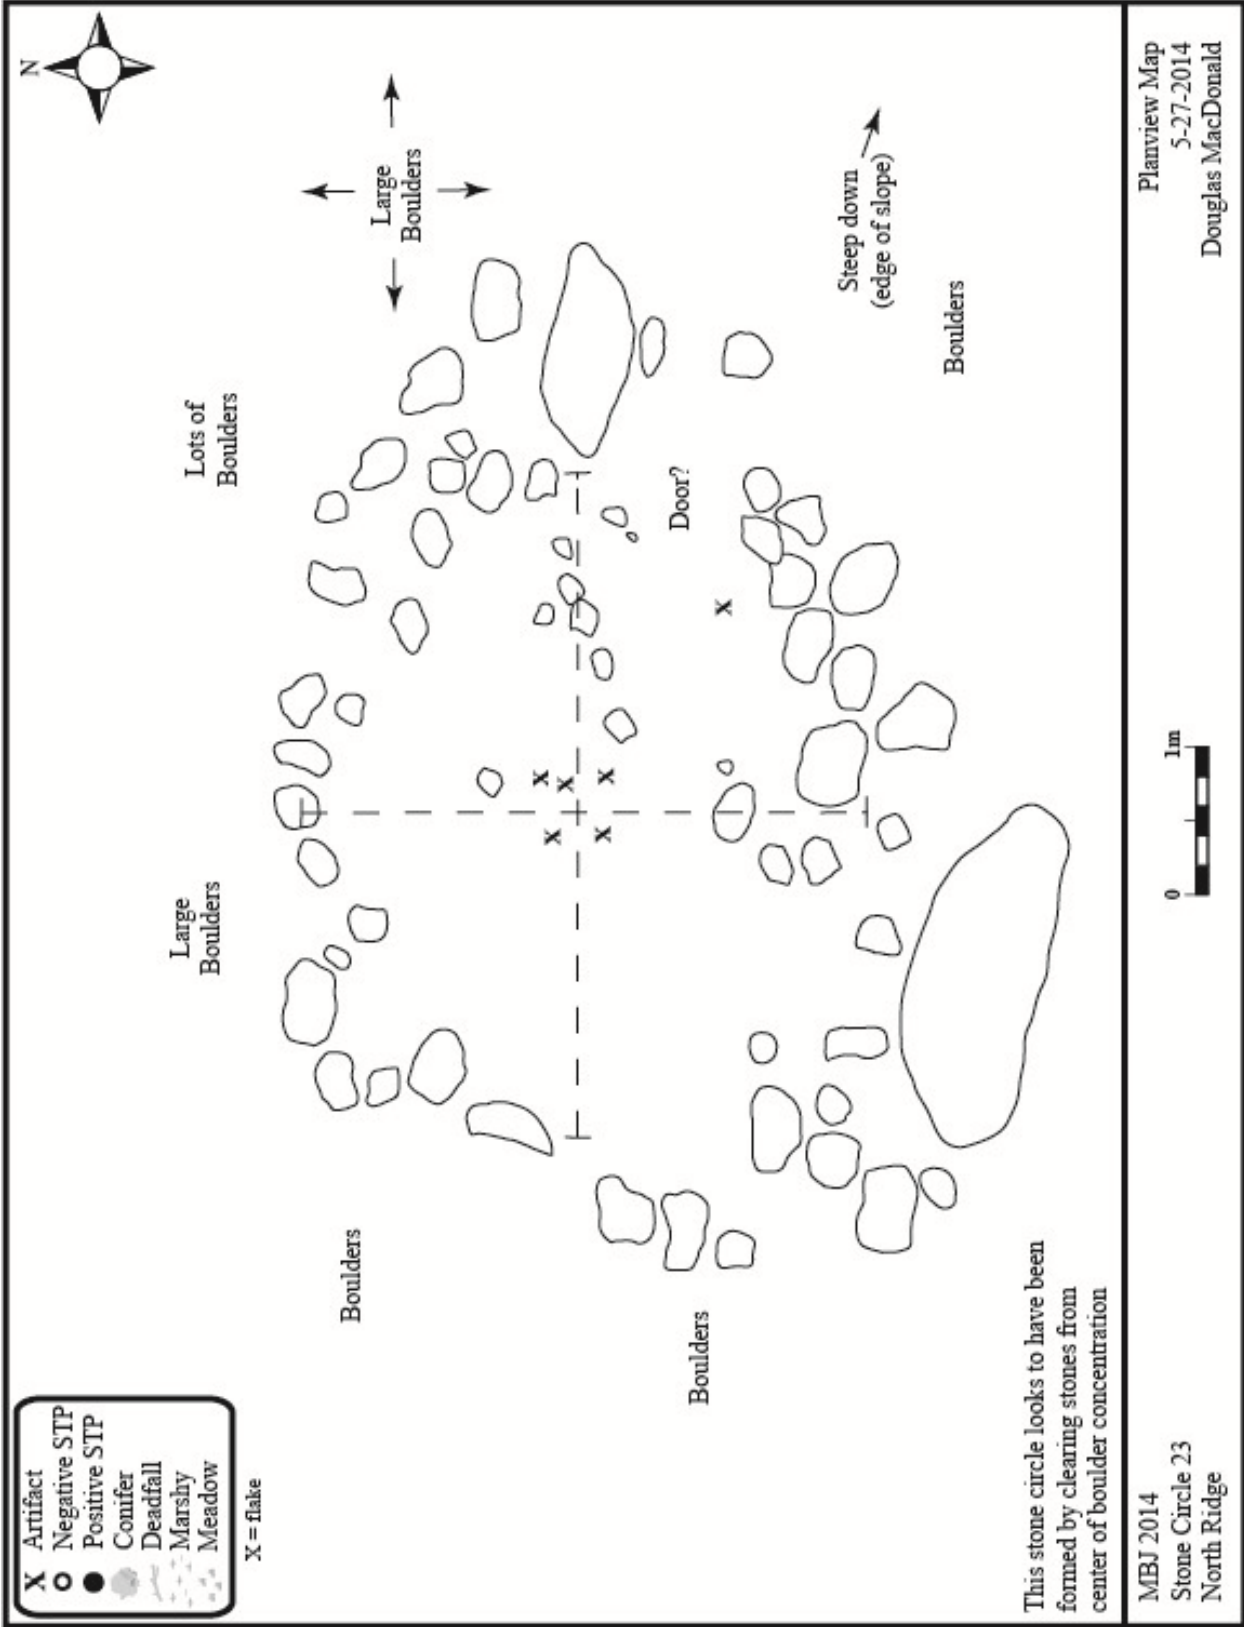 X Artifact
Negative STP
Positive STP
Conifer
Deadfall
Marshy
Meadow
X = flake
N
Boulders
Large
Boulders
Lots of
Boulders
Large
Boulders
Boulders
Door?
Steep down
(edge of slope)
Boulders
X
X
X
X
X
X
This stone circle looks to have been
formed by clearing stones from
center of boulder concentration
0 1m
MBJ 2014
Stone Circle 23
North Ridge
Planview Map
5-27-2014
Douglas MacDonald